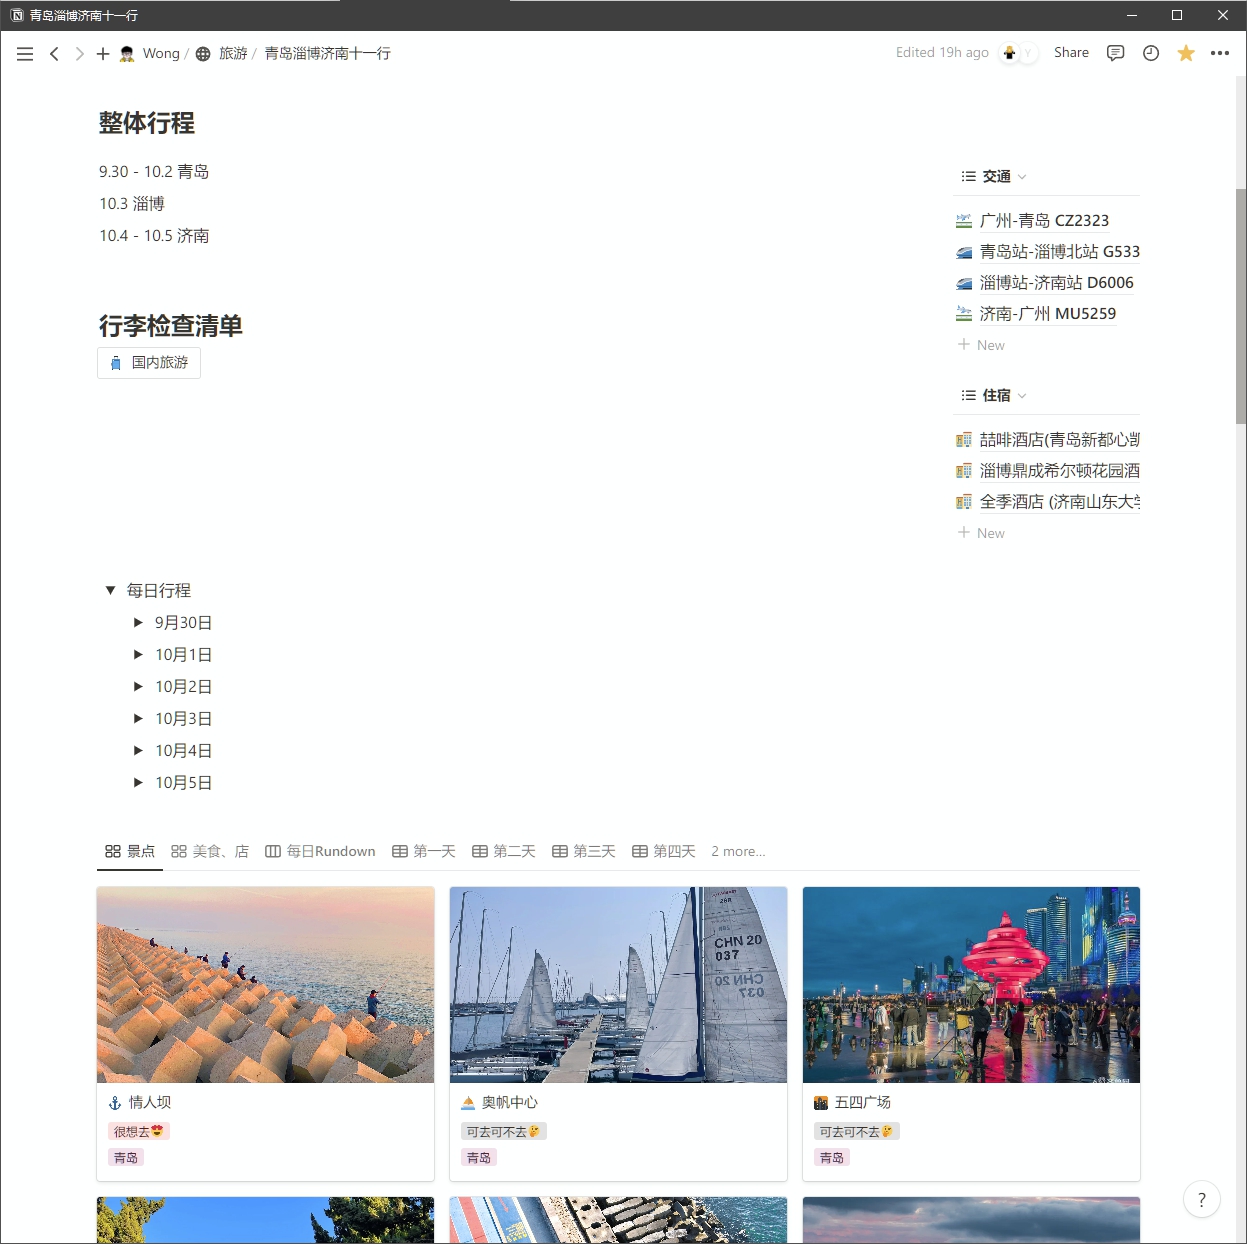 青岛淄博济南十一行
Wong / 旅游 / 青岛淄博济南十一行
Edited 19h ago
Y
Share
整体行程
9.30 - 10.2 青岛
10.3 淄博
10.4 - 10.5 济南
行李检查清单
国内旅游
交通
广州-青岛 CZ2323
青岛站-淄博北站 G533
淄博站-济南站 D6006
济南-广州 MU5259
New
住宿
喆啡酒店(青岛新都心凯
淄博鼎成希尔顿花园酒
全季酒店 (济南山东大学
New
每日行程
9月30日
10月1日
10月2日
10月3日
10月4日
10月5日
景点 美食、店 每日Rundown 第一天 第二天 第三天 第四天 2 more...
CHN 20
037
情人坝
很想去😍
青岛
奥帆中心
可去可不去🤔
青岛
五四广场
可去可不去🤔
青岛
?